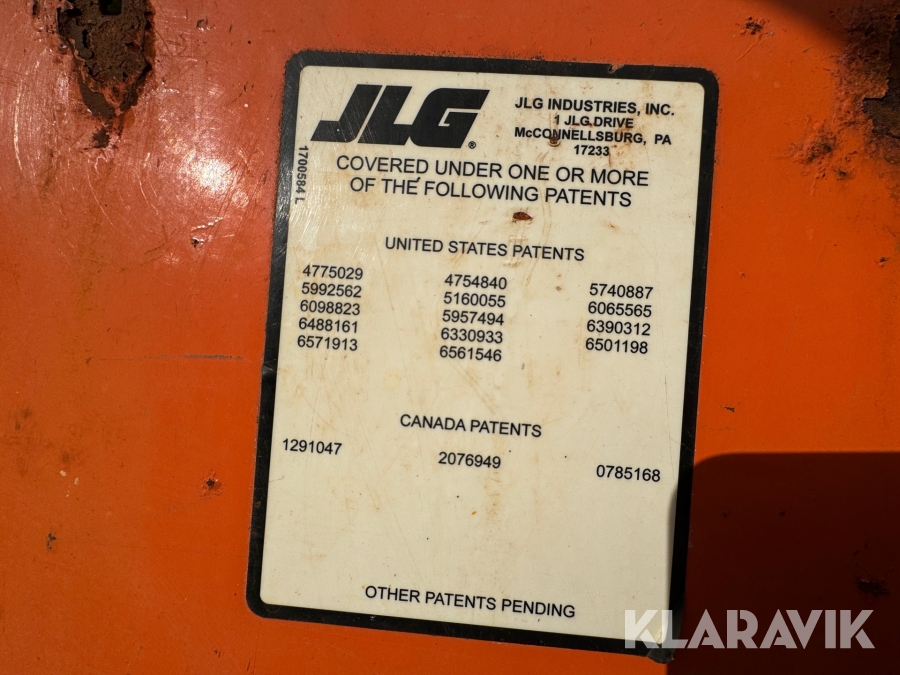 JLG®
JLG INDUSTRIES, INC.
1 JLG DRIVE
McCONNELLSBURG, PA
17233
1700584 L
COVERED UNDER ONE OR MORE
OF THE FOLLOWING PATENTS
UNITED STATES PATENTS
4775029 4754840 5740887
5992562 5160055 6065565
6098823 5957494 6390312
6488161 6330933 6501198
6571913 6561546
CANADA PATENTS
1291047 2076949 0785168
OTHER PATENTS PENDING
KLARAVIK